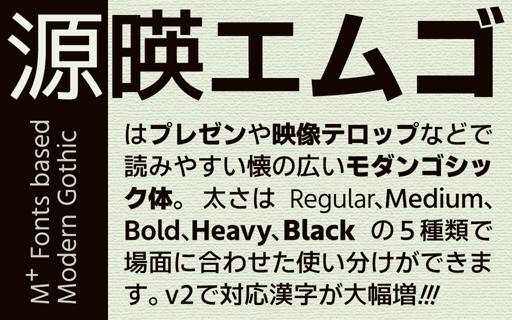 源暎エムゴ
M+ Fonts based
Modern Gothic
はプレゼンや映像テロップなどで
読みやすい懐の広いモダンゴシッ
ク体。太さは Regular、Medium、
Bold、Heavy、Black の5種類で
場面に合わせた使い分けができま
す。v2で対応漢字が大幅増!!!